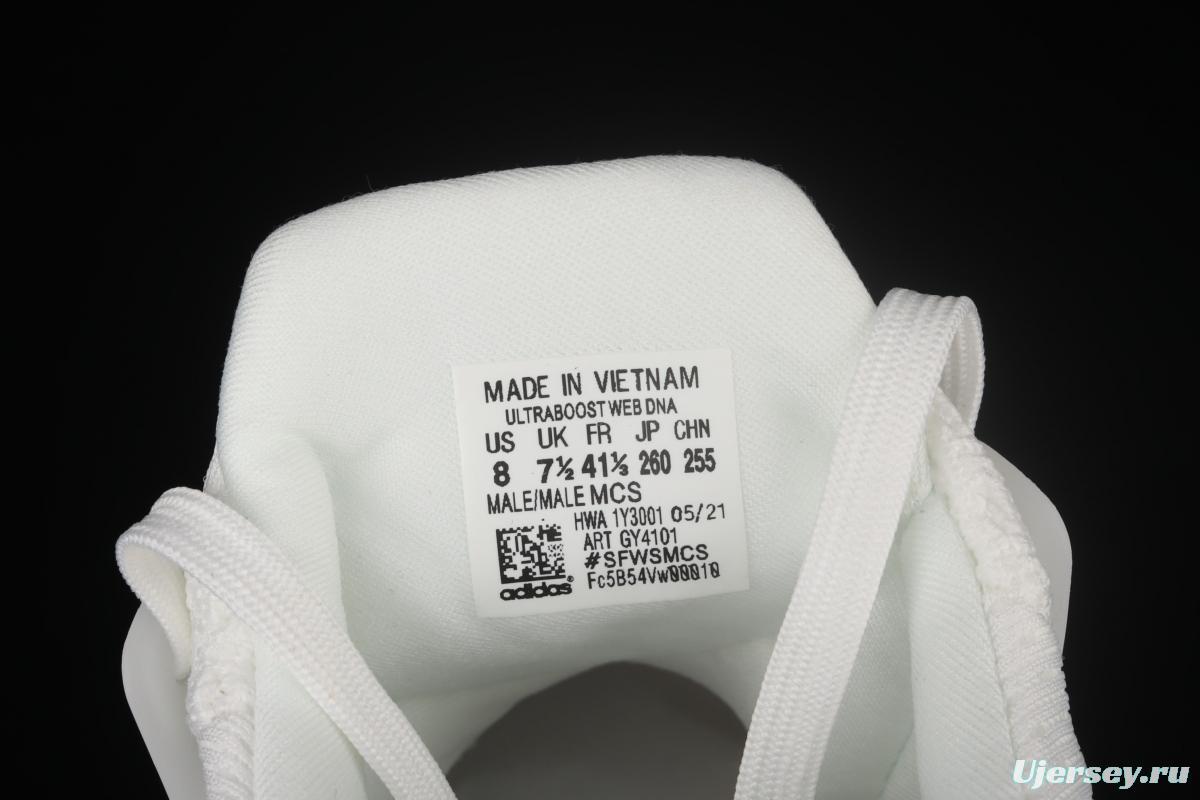 MADE IN VIETNAM
ULTRABOOST WEB DNA
US UK FR JP CHN
8 7½ 41⅓ 260 255
MALE/MALE MCS
HWA 1Y3001 05/21
ART GY4101
#SFWSMCS
Fc5B54Vw00010
adidas®
Ujersey.ru